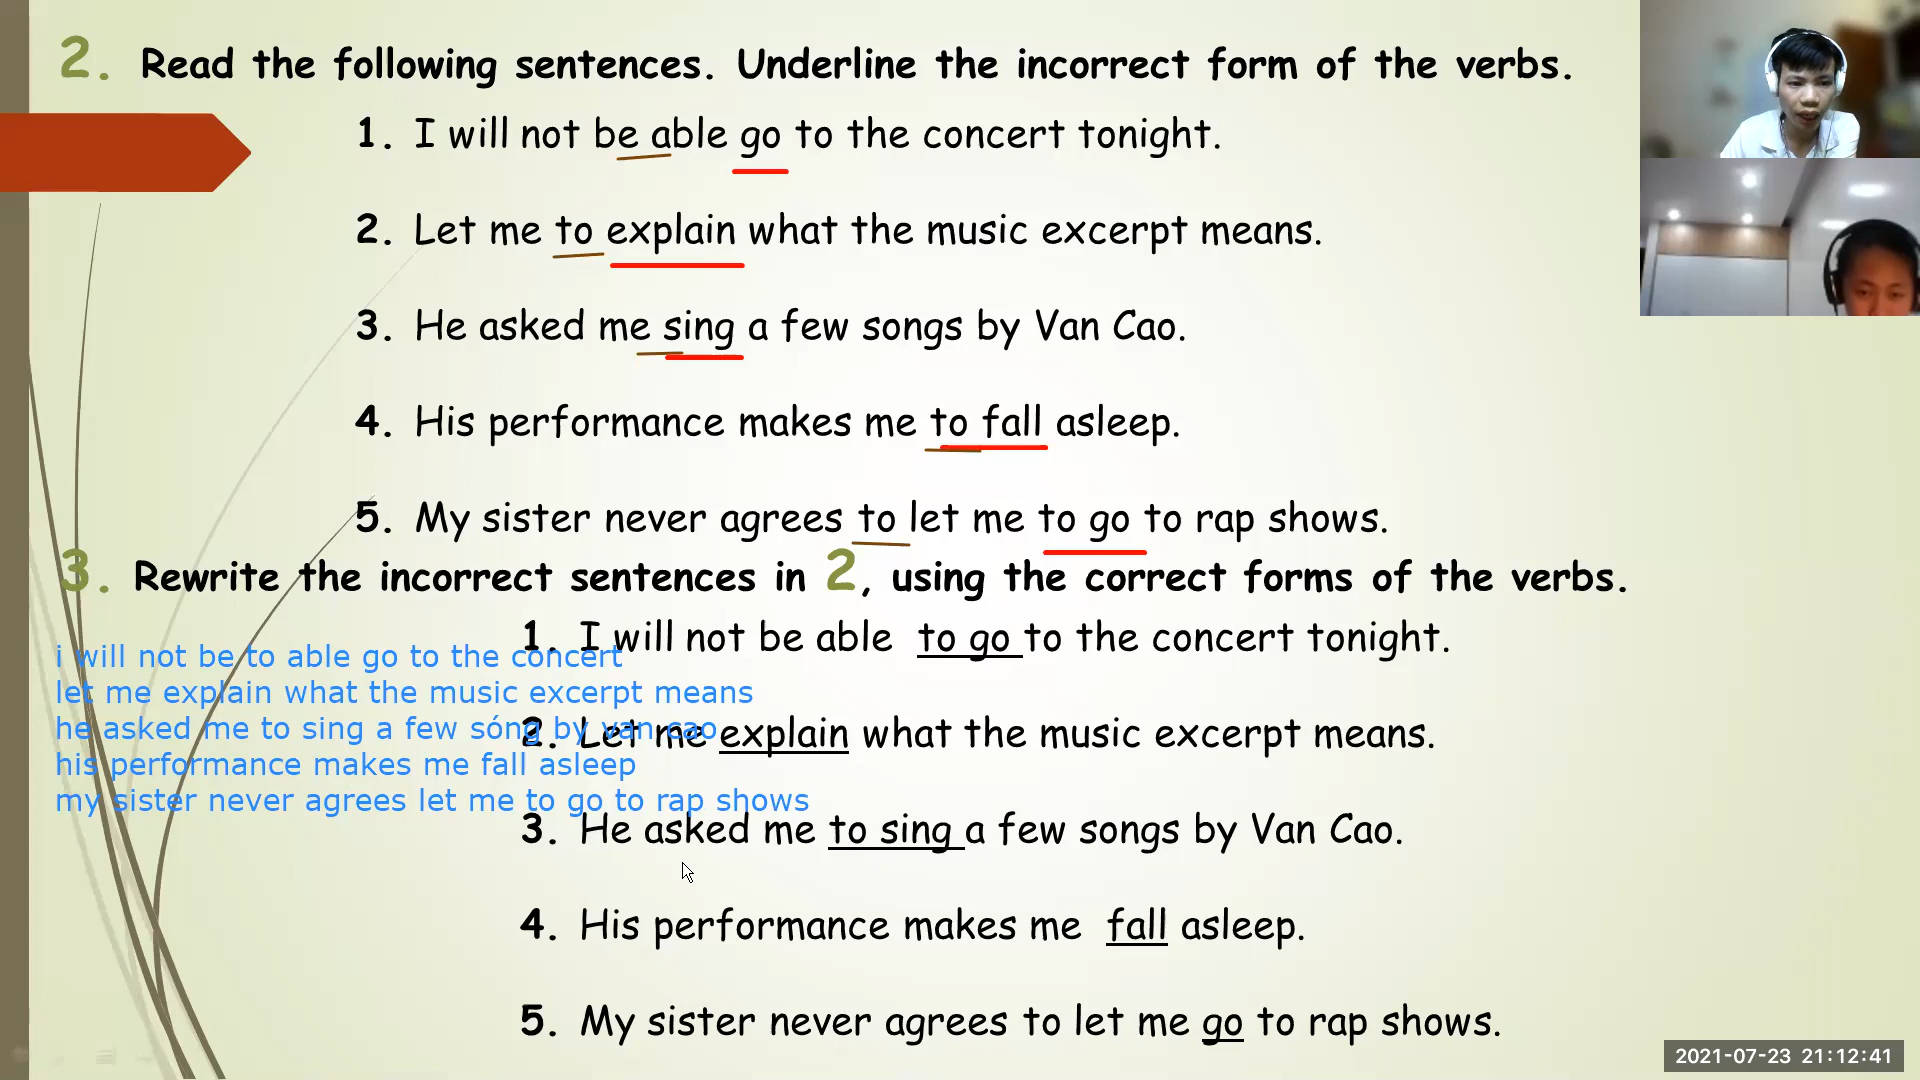 2. Read the following sentences. Underline the incorrect form of the verbs.
1. I will not be able go to the concert tonight.
2. Let me to explain what the music excerpt means.
3. He asked me sing a few songs by Van Cao.
4. His performance makes me to fall asleep.
5. My sister never agrees to let me to go to rap shows.
3. Rewrite the incorrect sentences in 2, using the correct forms of the verbs.
1. I will not be able to go to the concert tonight.
i will not be to able go to the concert
let me explain what the music excerpt means
he asked me to sing a few sóng by van cao
2. Let me explain what the music excerpt means.
his performance makes me fall asleep
my sister never agrees let me to go to rap shows
3. He asked me to sing a few songs by Van Cao.
4. His performance makes me fall asleep.
5. My sister never agrees to let me go to rap shows.
2021-07-23 21:12:41